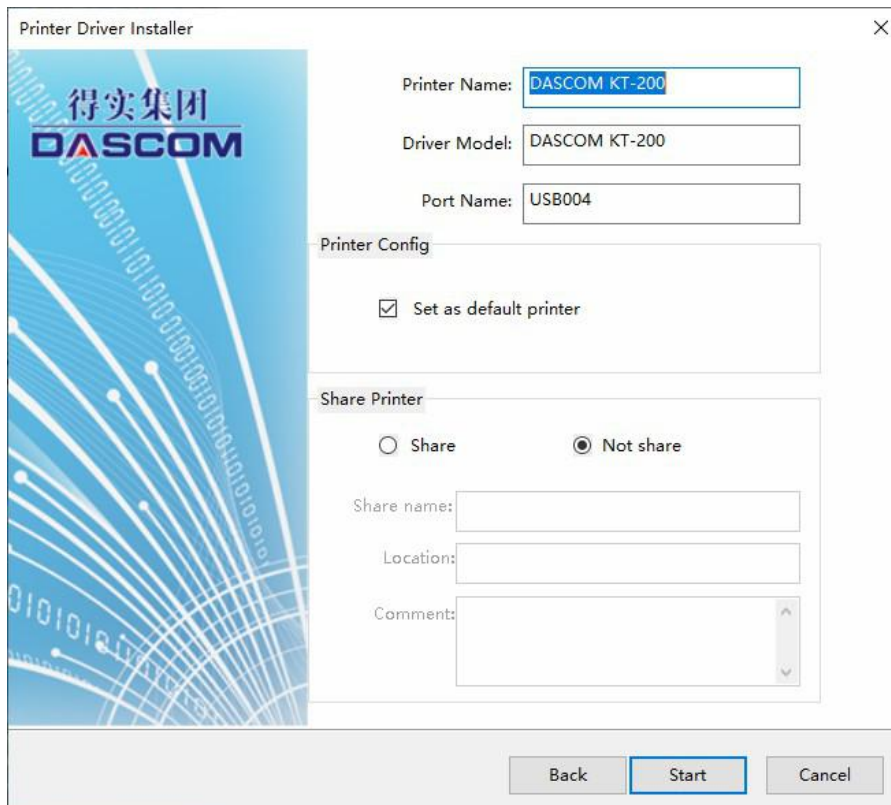 Printer Driver Installer
得实集团
DASCOM
Printer Name: DASCOM KT-200
Driver Model: DASCOM KT-200
Port Name: USB004
Printer Config
Set as default printer
Share Printer
Share
Not share
Share name:
Location:
Comment:
Back
Start
Cancel